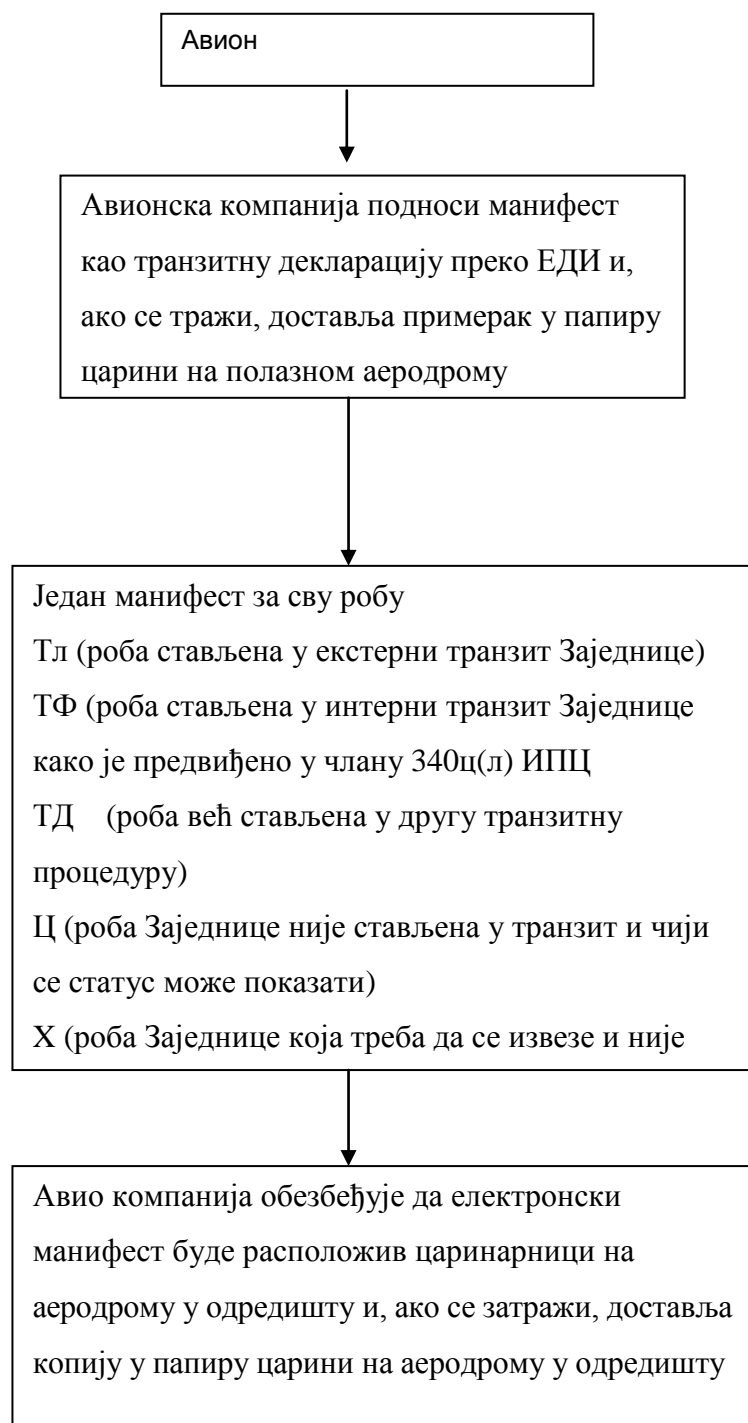 Авион
Авионска компанија подноси манифест
као транзитну декларацију преко ЕДИ и,
ако се тражи, доставља примерак у папиру
царини на полазном аеродрому
Један манифест за сву робу
Тл (роба стављена у екстерни транзит Заједнице)
ТФ (роба стављена у интерни транзит Заједнице
како је предвиђено у члану 340ц(л) ИПЦ
ТД (роба већ стављена у другу транзитну
процедуру)
Ц (роба Заједнице није стављена у транзит и чији
се статус може показати)
Х (роба Заједнице која треба да се извезе и није
Авио компанија обезбеђује да електронски
манифест буде расположив царинарници на
аеродрому у одредишту и, ако се затражи, доставља
копију у папиру царини на аеродрому у одредишту